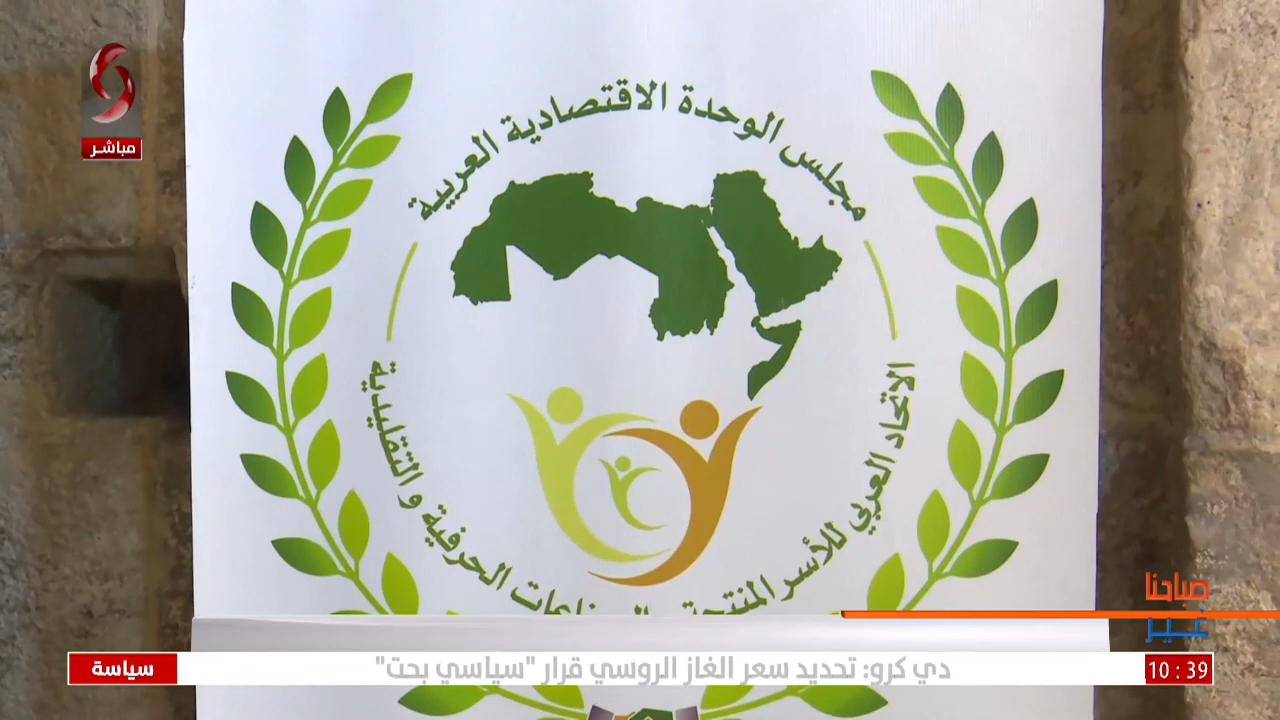 مباشر
مجلس الوحدة الاقتصادية العربية
الاتحاد العربي للأسر المنتجة والصناعات الحرفية و التقليدية
صباحنا
غير
سياسة
دي كرو: تحديد سعر الغاز الروسي قرار "سياسي بحت"
10 : 39